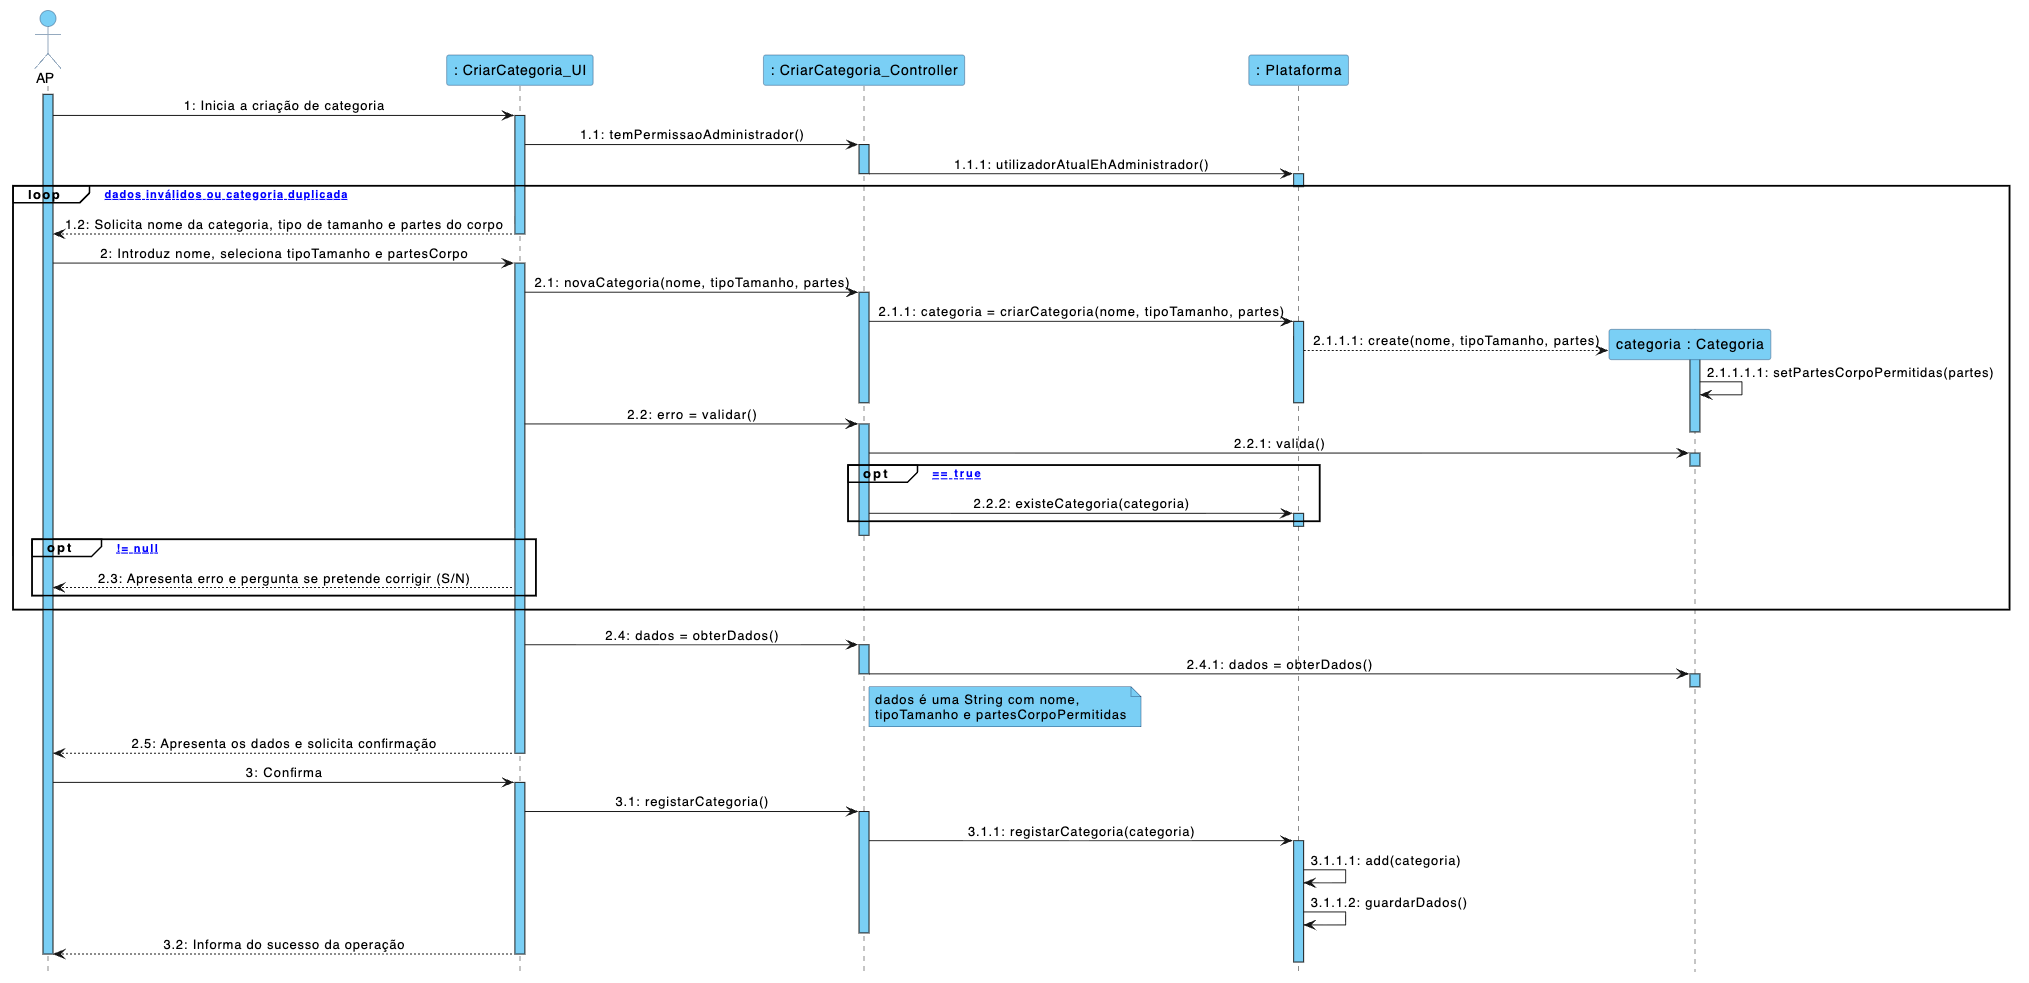 AP
: CriarCategoria_UI
: CriarCategoria_Controller
: Plataforma
1: Inicia a criação de categoria
1.1: temPermissaoAdministrador()
1.1.1: utilizadorAtualEhAdministrador()
loop
dados inválidos ou categoria duplicada
1.2: Solicita nome da categoria, tipo de tamanho e partes do corpo
2: Introduz nome, seleciona tipoTamanho e partesCorpo
2.1: novaCategoria(nome, tipoTamanho, partes)
2.1.1: categoria = criarCategoria(nome, tipoTamanho, partes)
2.1.1.1: create(nome, tipoTamanho, partes)
categoria : Categoria
2.1.1.1.1: setPartesCorpoPermitidas(partes)
2.2: erro = validar()
2.2.1: valida()
opt
== true
2.2.2: existeCategoria(categoria)
opt
!= null
2.3: Apresenta erro e pergunta se pretende corrigir (S/N)
2.4: dados = obterDados()
2.4.1: dados = obterDados()
dados é uma String com nome,
tipoTamanho e partesCorpoPermitidas
2.5: Apresenta os dados e solicita confirmação
3: Confirma
3.1: registarCategoria()
3.1.1: registarCategoria(categoria)
3.1.1.1: add(categoria)
3.1.1.2: guardarDados()
3.2: Informa do sucesso da operação